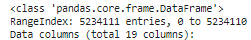 <class 'pandas.core.frame.DataFrame'>
RangeIndex: 5234111 entries, 0 to 5234110
Data columns (total 19 columns):